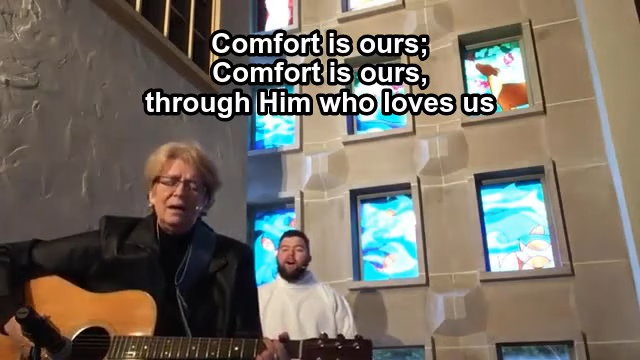 Comfort is ours;
Comfort is ours,
through Him who loves us